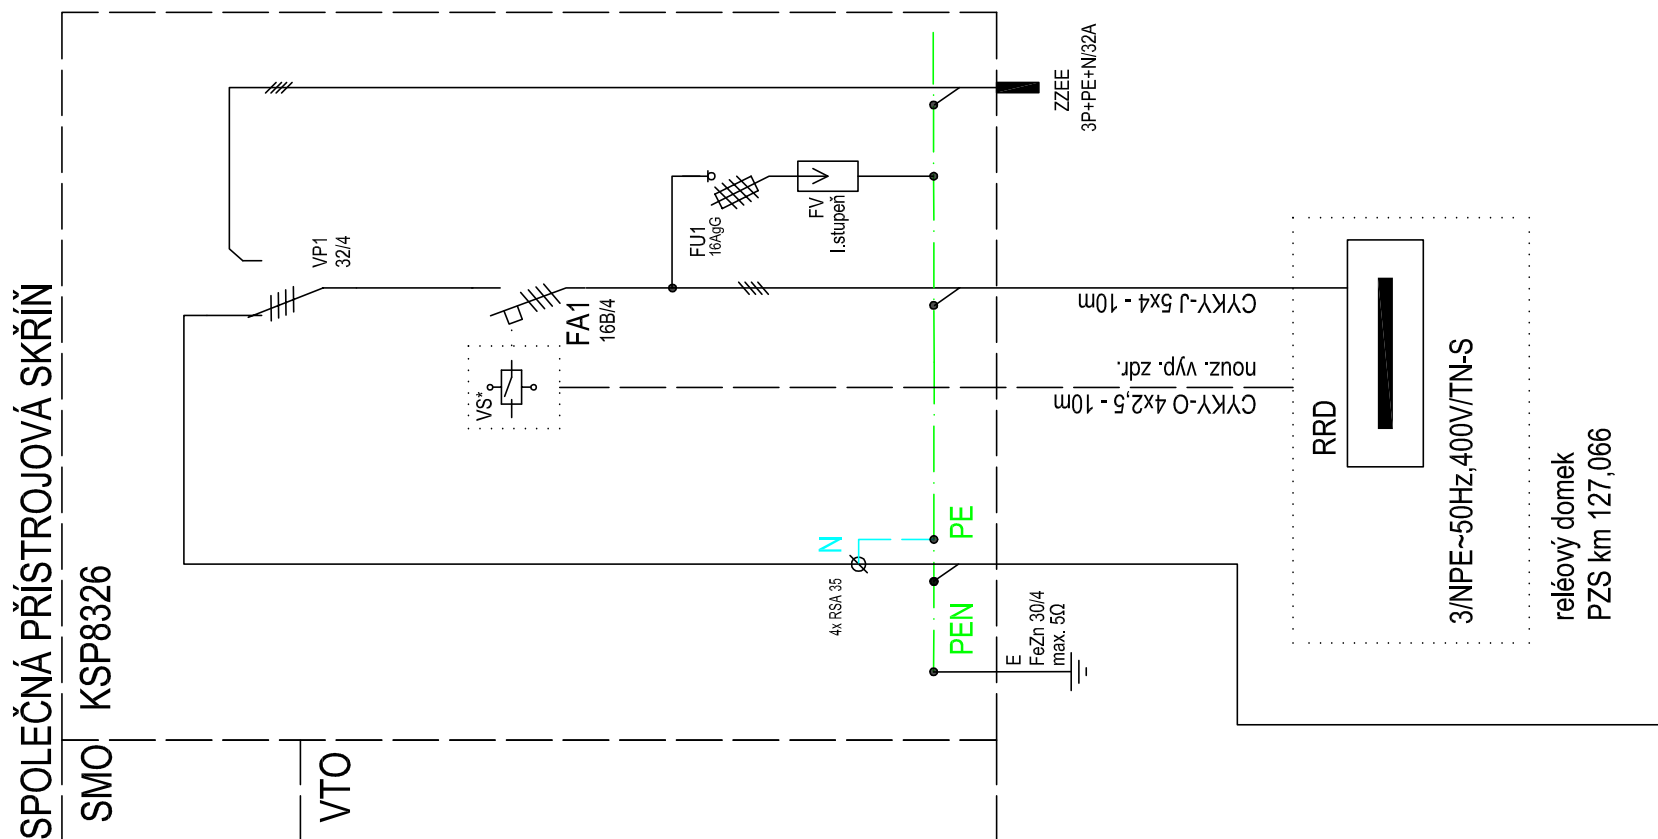 SPOLEČNÁ PŘÍSTROJOVÁ SKŘÍŇ
SMO
KSP8326
VTO
VP1
32/4
FA1
16B/4
VS*
FU1
16AgG
FV
I.stupeň
ZZEE
3P+PE+N/32A
CYKY-J 5x4 - 10m
nouz. vyp. zdr.
CYKY-O 4x2,5 - 10m
N
4x RSA 35
PE
PEN
E
FeZn 30/4
max. 5Ω
RRD
3/NPE~50Hz,400V/TN-S
reléový domek
PZS km 127,066